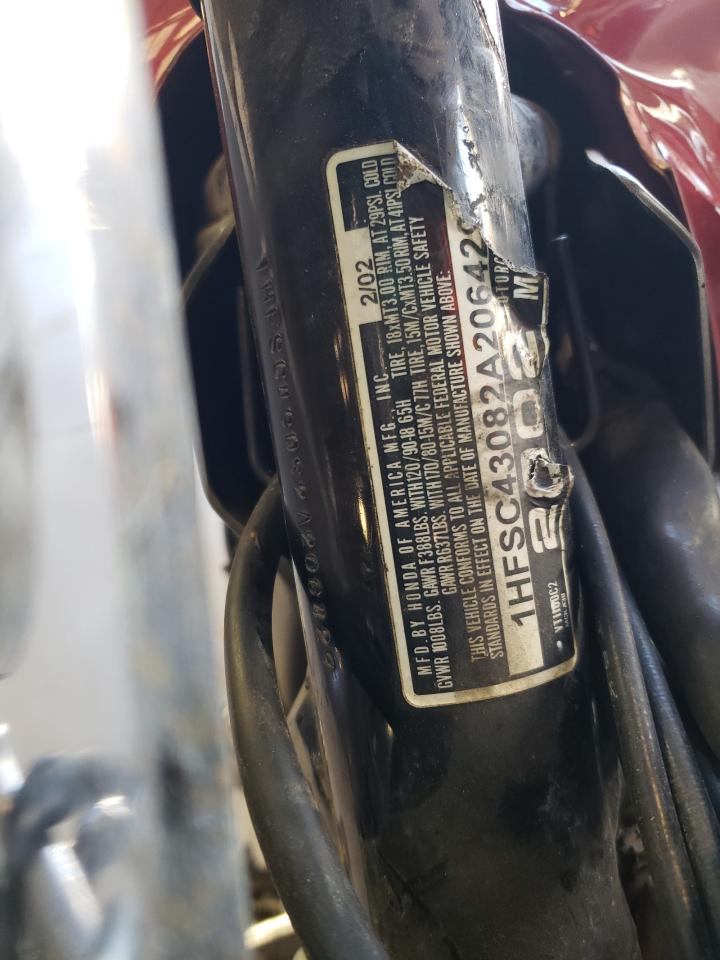 2/02
MFD. BY HONDA OF AMERICA MFG., INC.
GVWR 1008LBS. GAWR F388LBS. WITH 120/90-18 65H TIRE, 18xMT3.00 RIM, AT 29PSI. COLD
GAWR R637LBS. WITH 170/80-15M/C 77H TIRE, 15M/CxMT3.50 RIM, AT 41PSI. COLD
THIS VEHICLE CONFORMS TO ALL APPLICABLE FEDERAL MOTOR VEHICLE SAFETY
STANDARDS IN EFFECT ON THE DATE OF MANUFACTURE SHOWN ABOVE.
1HFSC43082A20642
2002
M
VT1100C2